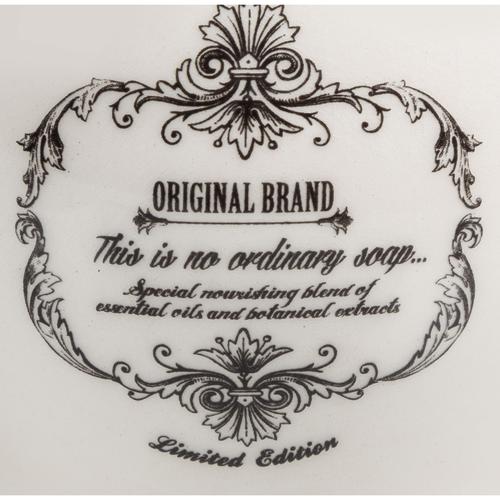 ORIGINAL BRAND
This is no ordinary soap...
Special nourishing blend of
essential oils and botanical extracts
Limited Edition